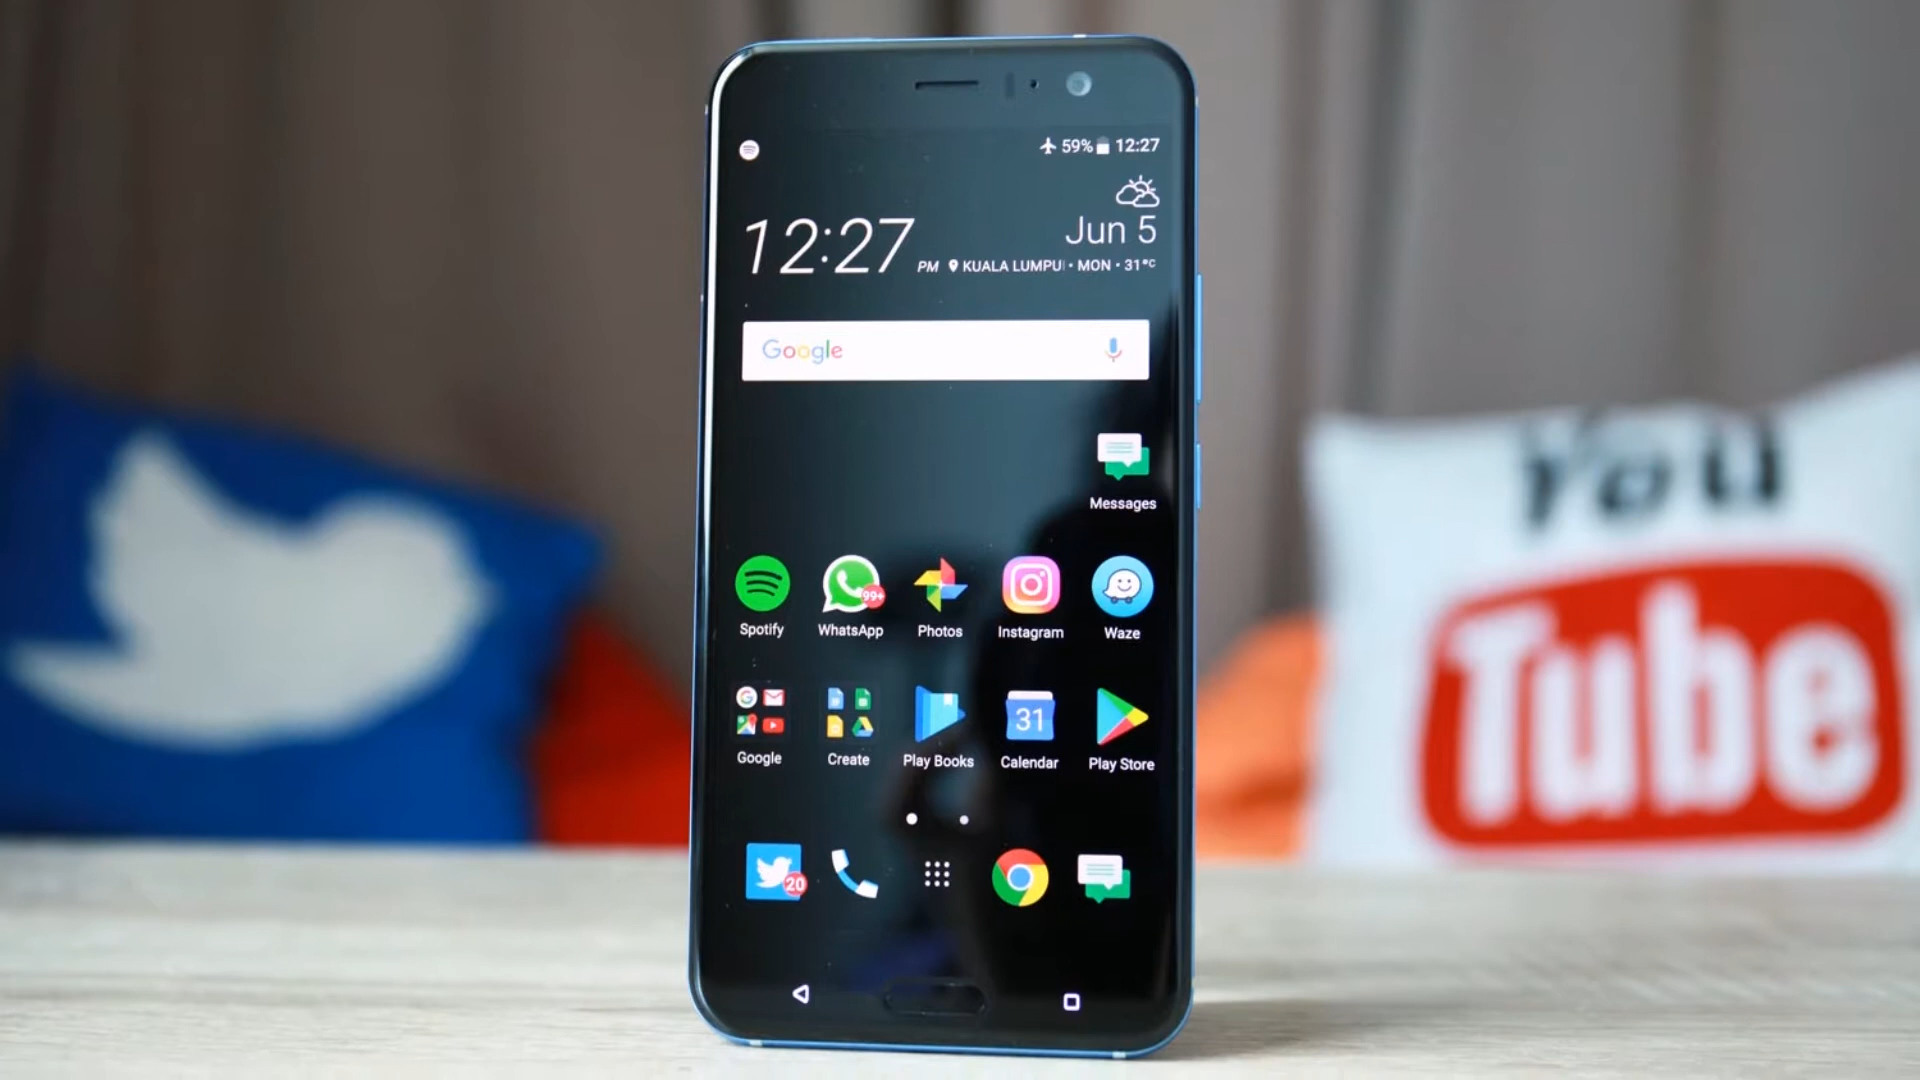 59% 12:27
12:27 PM
Jun 5
KUALA LUMPU • MON • 31°C
Google
Messages
99+
Spotify WhatsApp Photos Instagram Waze
31
Google Create Play Books Calendar Play Store
20
You
Tube